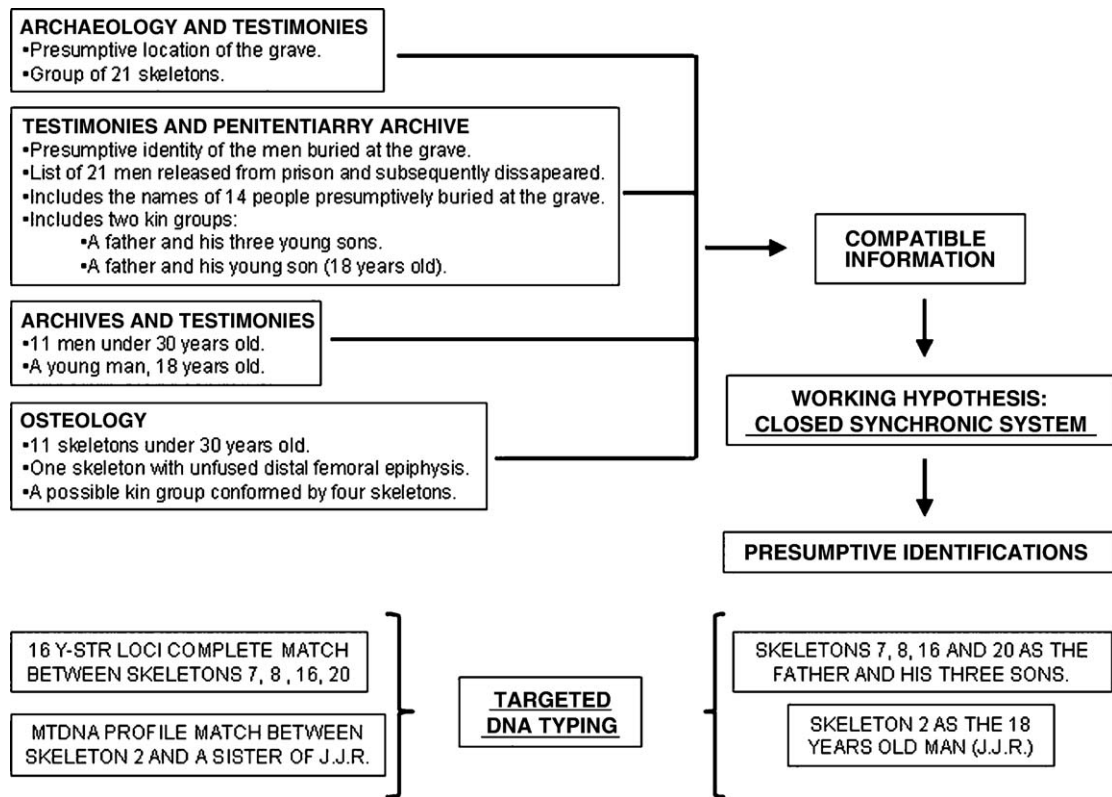 ARCHAEOLOGY AND TESTIMONIES
▪Presumptive location of the grave.
▪Group of 21 skeletons.
TESTIMONIES AND PENITENTIARRY ARCHIVE
▪Presumptive identity of the men buried at the grave.
▪List of 21 men released from prison and subsequently dissapeared.
▪Includes the names of 14 people presumptively buried at the grave.
▪Includes two kin groups:
▪A father and his three young sons.
▪A father and his young son (18 years old).
ARCHIVES AND TESTIMONIES
▪11 men under 30 years old.
▪A young man, 18 years old.
OSTEOLOGY
▪11 skeletons under 30 years old.
▪One skeleton with unfused distal femoral epiphysis.
▪A possible kin group conformed by four skeletons.
COMPATIBLE
INFORMATION
WORKING HYPOTHESIS:
CLOSED SYNCHRONIC SYSTEM
PRESUMPTIVE IDENTIFICATIONS
16 Y-STR LOCI COMPLETE MATCH
BETWEEN SKELETONS 7, 8 , 16, 20
MTDNA PROFILE MATCH BETWEEN
SKELETON 2 AND A SISTER OF J.J.R.
TARGETED
DNA TYPING
SKELETONS 7, 8, 16 AND 20 AS THE
FATHER AND HIS THREE SONS.
SKELETON 2 AS THE 18
YEARS OLD MAN (J.J.R.)